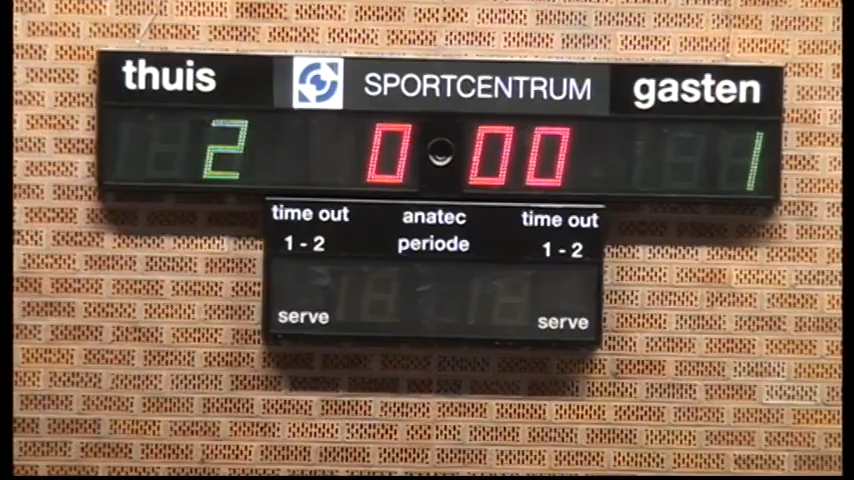 thuis SPORTCENTRUM gasten
2 0 00 1
time out anatec time out
1 - 2 periode 1 - 2
serve serve